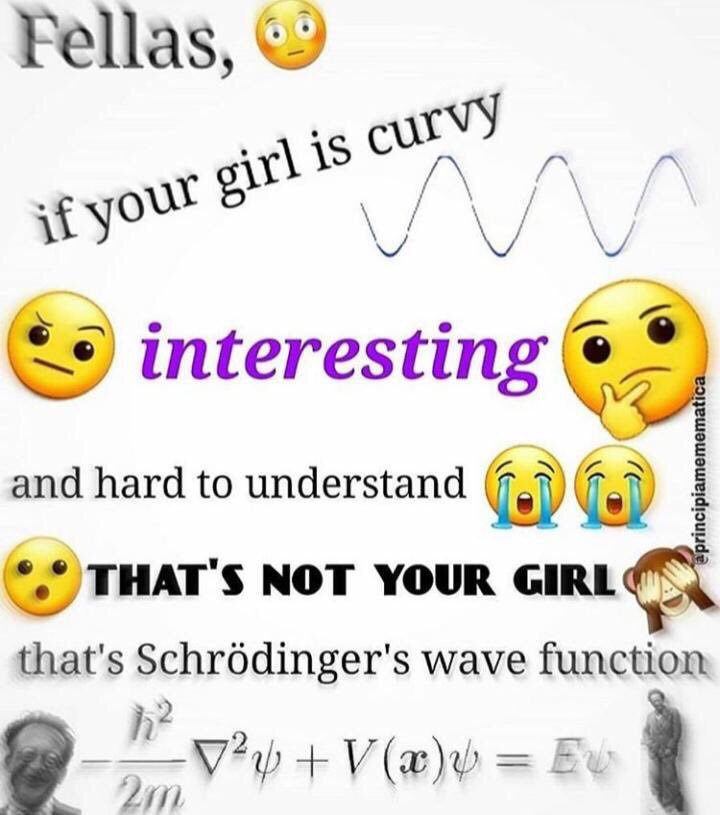 Fellas,
if your girl is curvy
interesting
and hard to understand
@principiamemematica
THAT'S NOT YOUR GIRL
that's Schrödinger's wave function
-ħ²/2m ∇²ψ + V(x)ψ = Eψ